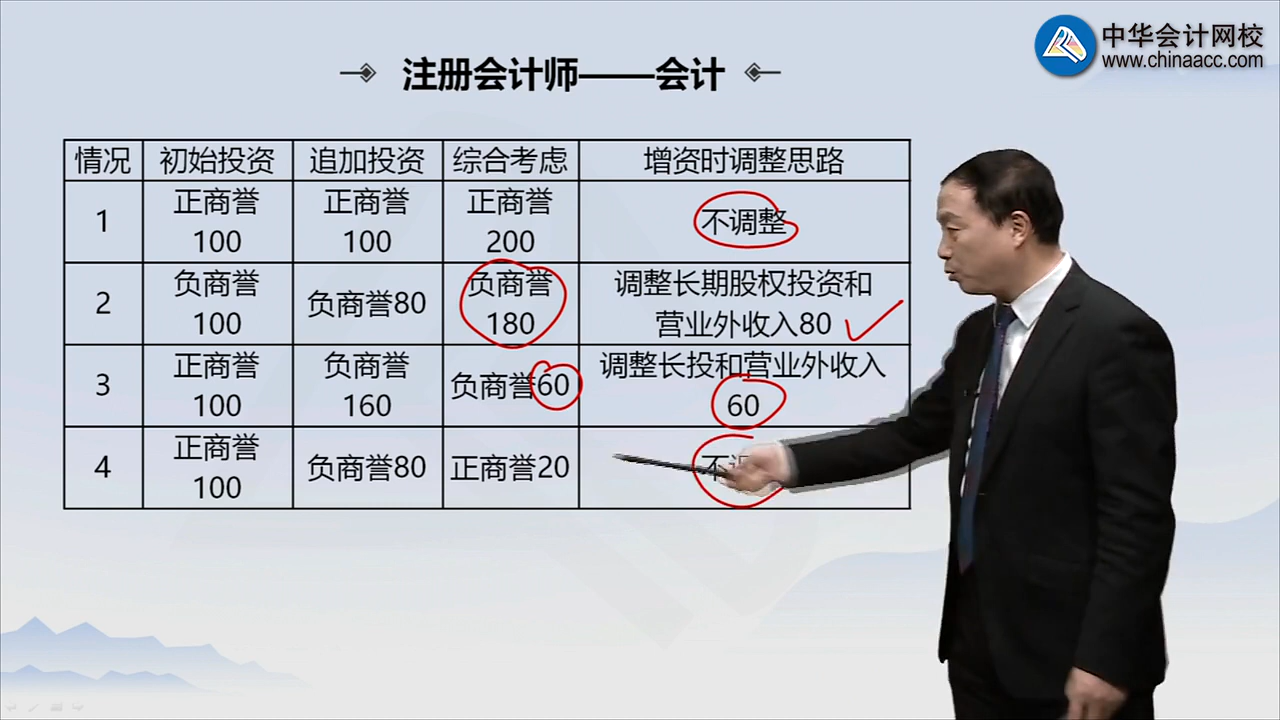 中华会计网校
www.chinaacc.com
注册会计师——会计
情况 初始投资 追加投资 综合考虑 增资时调整思路
1 正商誉 100 正商誉 100 正商誉 200 不调整
2 负商誉 100 负商誉80 负商誉 180 调整长期股权投资和 营业外收入80
3 正商誉 100 负商誉 160 负商誉60 调整长投和营业外收入 60
4 正商誉 100 负商誉80 正商誉20 不